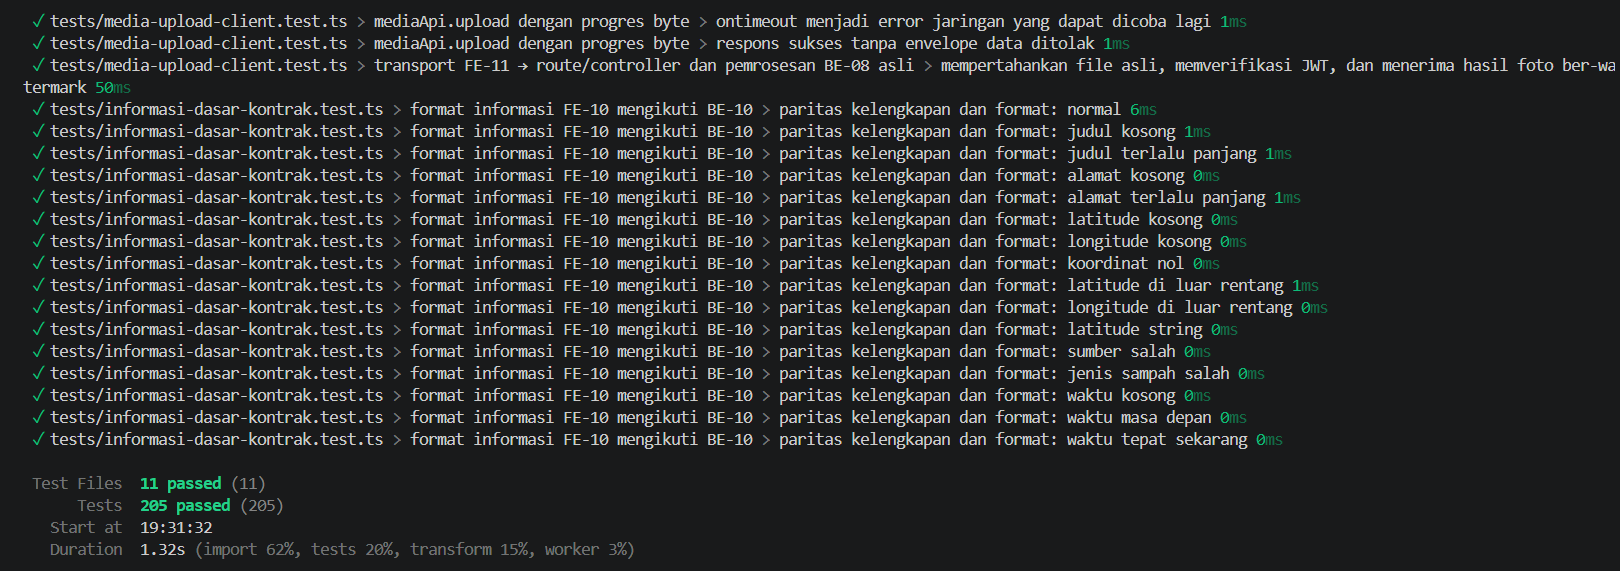 ✓ tests/media-upload-client.test.ts > mediaApi.upload dengan progres byte > ontimeout menjadi error jaringan yang dapat dicoba lagi 1ms
✓ tests/media-upload-client.test.ts > mediaApi.upload dengan progres byte > respons sukses tanpa envelope data ditolak 1ms
✓ tests/media-upload-client.test.ts > transport FE-11 → route/controller dan pemrosesan BE-08 asli > mempertahankan file asli, memverifikasi JWT, dan menerima hasil foto ber-wa
termark 50ms
✓ tests/informasi-dasar-kontrak.test.ts > format informasi FE-10 mengikuti BE-10 > paritas kelengkapan dan format: normal 6ms
✓ tests/informasi-dasar-kontrak.test.ts > format informasi FE-10 mengikuti BE-10 > paritas kelengkapan dan format: judul kosong 1ms
✓ tests/informasi-dasar-kontrak.test.ts > format informasi FE-10 mengikuti BE-10 > paritas kelengkapan dan format: judul terlalu panjang 1ms
✓ tests/informasi-dasar-kontrak.test.ts > format informasi FE-10 mengikuti BE-10 > paritas kelengkapan dan format: alamat kosong 0ms
✓ tests/informasi-dasar-kontrak.test.ts > format informasi FE-10 mengikuti BE-10 > paritas kelengkapan dan format: alamat terlalu panjang 1ms
✓ tests/informasi-dasar-kontrak.test.ts > format informasi FE-10 mengikuti BE-10 > paritas kelengkapan dan format: latitude kosong 0ms
✓ tests/informasi-dasar-kontrak.test.ts > format informasi FE-10 mengikuti BE-10 > paritas kelengkapan dan format: longitude kosong 0ms
✓ tests/informasi-dasar-kontrak.test.ts > format informasi FE-10 mengikuti BE-10 > paritas kelengkapan dan format: koordinat nol 0ms
✓ tests/informasi-dasar-kontrak.test.ts > format informasi FE-10 mengikuti BE-10 > paritas kelengkapan dan format: latitude di luar rentang 1ms
✓ tests/informasi-dasar-kontrak.test.ts > format informasi FE-10 mengikuti BE-10 > paritas kelengkapan dan format: longitude di luar rentang 0ms
✓ tests/informasi-dasar-kontrak.test.ts > format informasi FE-10 mengikuti BE-10 > paritas kelengkapan dan format: latitude string 0ms
✓ tests/informasi-dasar-kontrak.test.ts > format informasi FE-10 mengikuti BE-10 > paritas kelengkapan dan format: sumber salah 0ms
✓ tests/informasi-dasar-kontrak.test.ts > format informasi FE-10 mengikuti BE-10 > paritas kelengkapan dan format: jenis sampah salah 0ms
✓ tests/informasi-dasar-kontrak.test.ts > format informasi FE-10 mengikuti BE-10 > paritas kelengkapan dan format: waktu kosong 0ms
✓ tests/informasi-dasar-kontrak.test.ts > format informasi FE-10 mengikuti BE-10 > paritas kelengkapan dan format: waktu masa depan 0ms
✓ tests/informasi-dasar-kontrak.test.ts > format informasi FE-10 mengikuti BE-10 > paritas kelengkapan dan format: waktu tepat sekarang 0ms
Test Files 11 passed (11)
Tests 205 passed (205)
Start at 19:31:32
Duration 1.32s (import 62%, tests 20%, transform 15%, worker 3%)